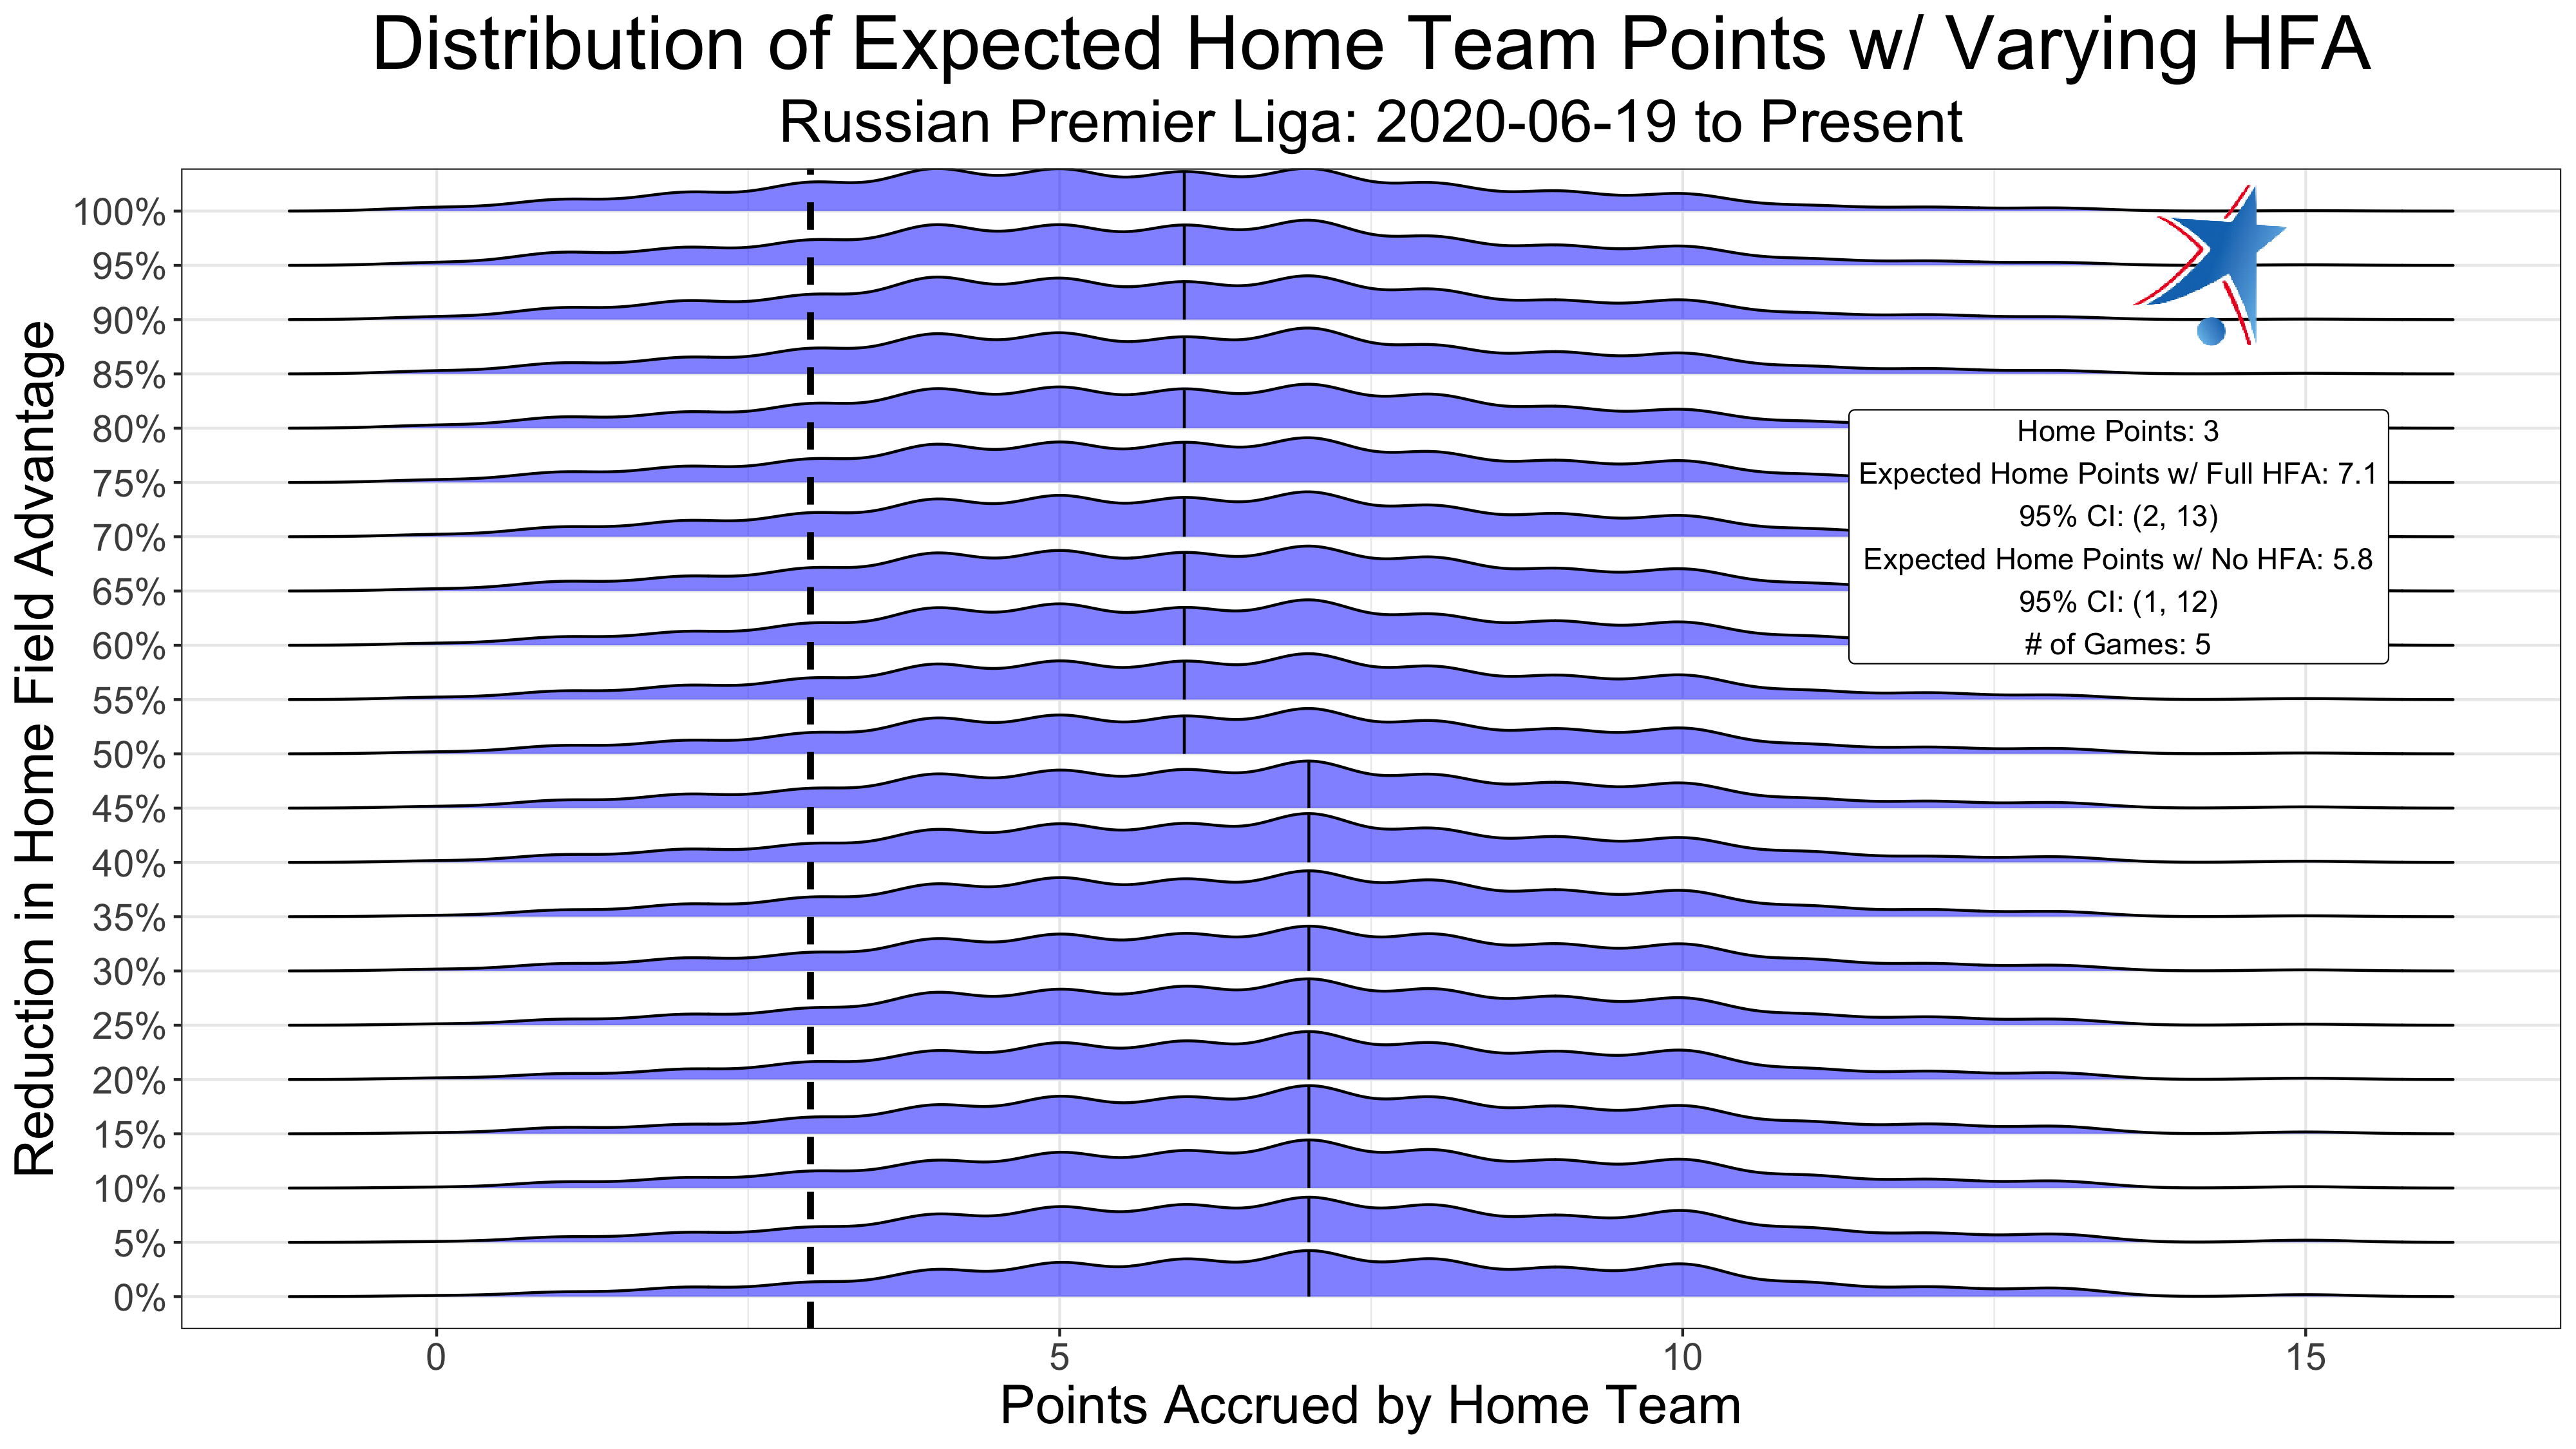 Distribution of Expected Home Team Points w/ Varying HFA
Russian Premier Liga: 2020-06-19 to Present
Reduction in Home Field Advantage
100%
95%
90%
85%
80%
75%
70%
65%
60%
55%
50%
45%
40%
35%
30%
25%
20%
15%
10%
5%
0%
Home Points: 3
Expected Home Points w/ Full HFA: 7.1
95% CI: (2, 13)
Expected Home Points w/ No HFA: 5.8
95% CI: (1, 12)
# of Games: 5
0 5 10 15
Points Accrued by Home Team